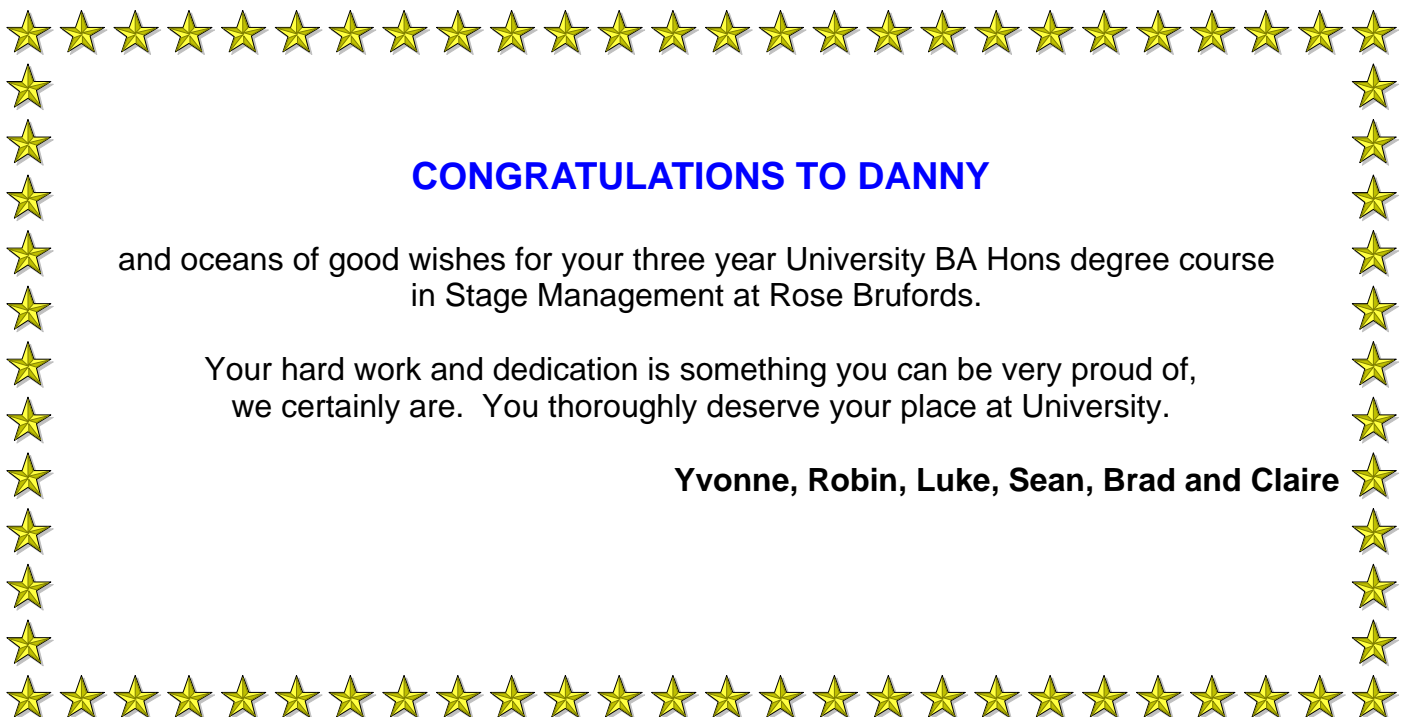 CONGRATULATIONS TO DANNY
and oceans of good wishes for your three year University BA Hons degree course
in Stage Management at Rose Brufords.
Your hard work and dedication is something you can be very proud of,
we certainly are.  You thoroughly deserve your place at University.
Yvonne, Robin, Luke, Sean, Brad and Claire